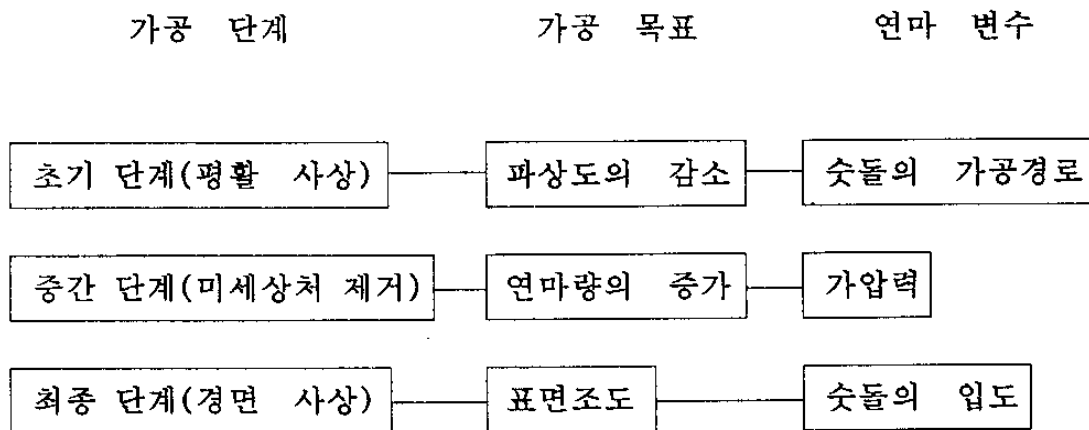 가공 단계 가공 목표 연마 변수
초기 단계(평활 사상) 파상도의 감소 숫돌의 가공경로
중간 단계(미세상처 제거) 연마량의 증가 가압력
최종 단계(경면 사상) 표면조도 숫돌의 입도